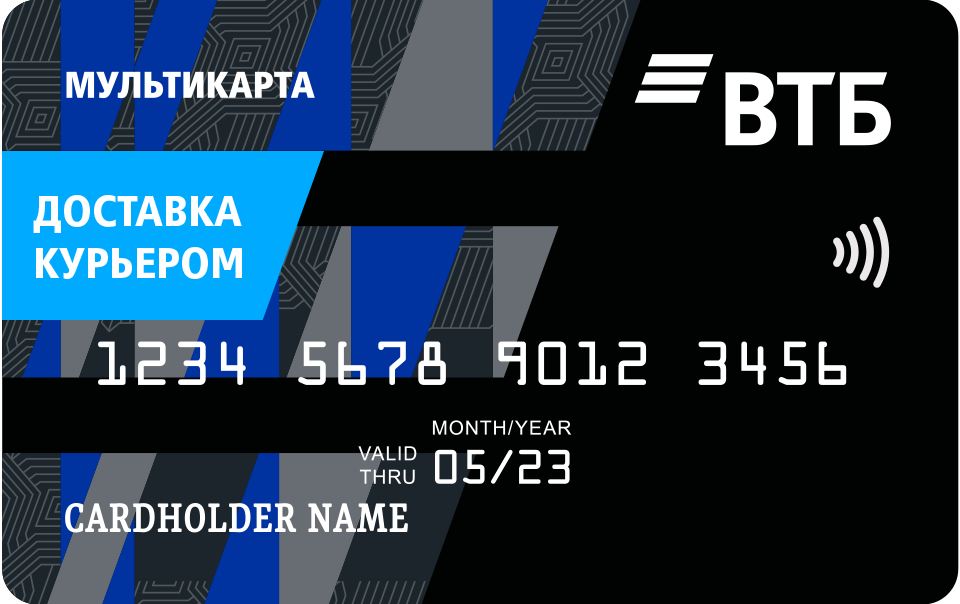 МУЛЬТИКАРТА
ВТБ
ДОСТАВКА
КУРЬЕРОМ
1234 5678 9012 3456
MONTH/YEAR
VALID
THRU 05/23
CARDHOLDER NAME